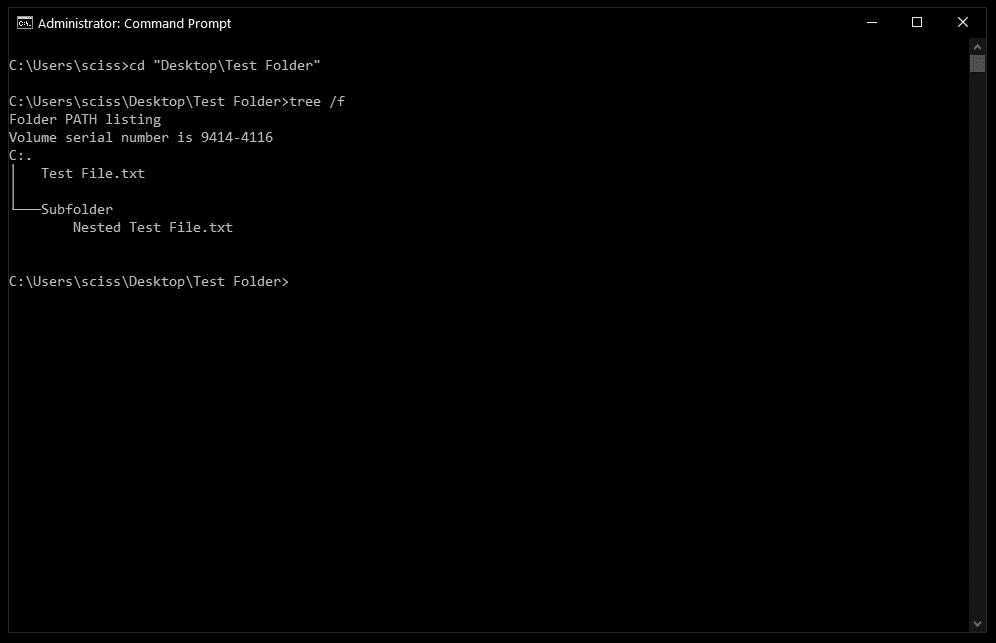 Administrator: Command Prompt
C:\Users\sciss>cd "Desktop\Test Folder"
C:\Users\sciss\Desktop\Test Folder>tree /f
Folder PATH listing
Volume serial number is 9414-4116
C:.
│   Test File.txt
│
└───Subfolder
        Nested Test File.txt
C:\Users\sciss\Desktop\Test Folder>